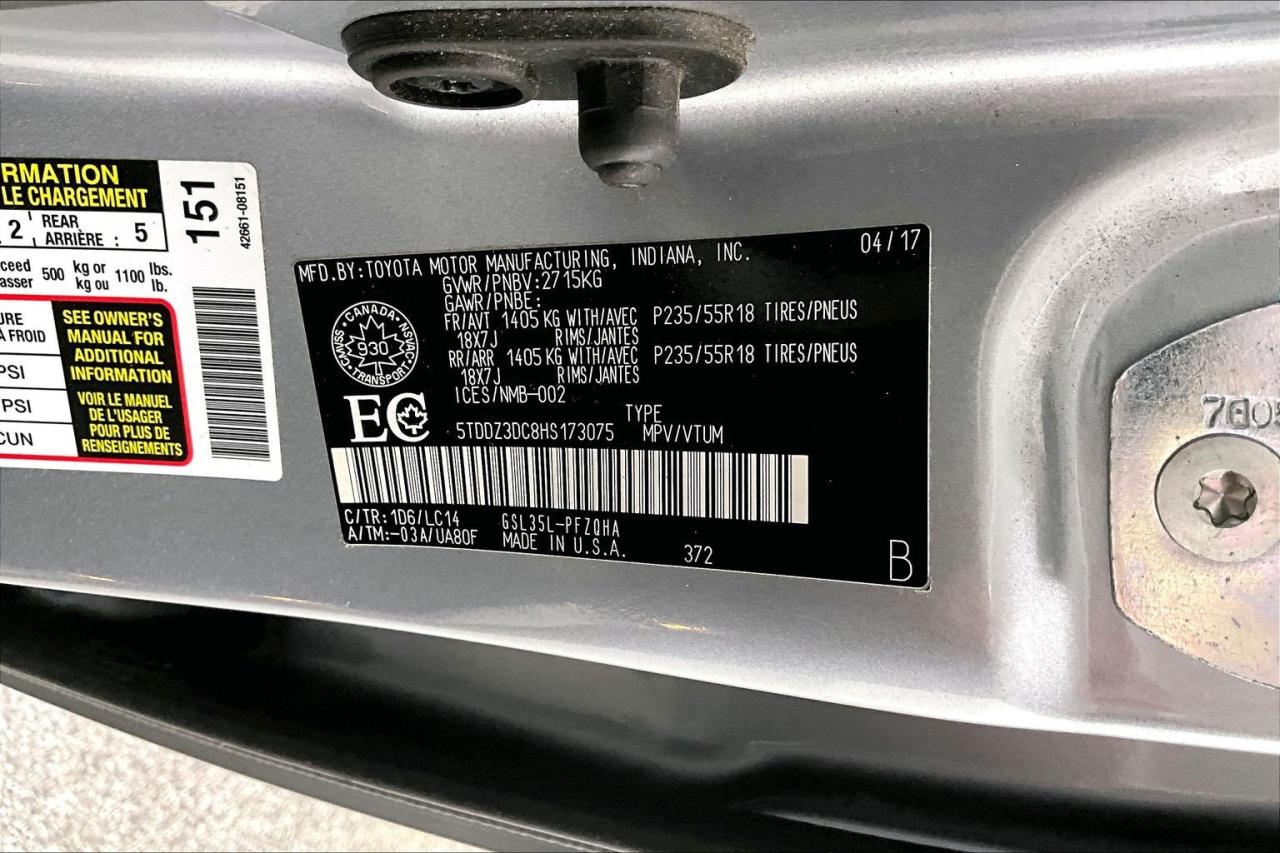 RMATION
LE CHARGEMENT
2 REAR ARRIÈRE : 5
xceed
asser 500 kg or kg ou 1100 lbs. lb.
URE
À FROID
PSI
PSI
CUN
SEE OWNER'S
MANUAL FOR
ADDITIONAL
INFORMATION
VOIR LE MANUEL
DE L'USAGER
POUR PLUS DE
RENSEIGNEMENTS
151
42661-08151
MFD.BY:TOYOTA MOTOR MANUFACTURING, INDIANA, INC. 04/17
GVWR/PNBV:2715KG
GAWR/PNBE:
FR/AVT 1405 KG WITH/AVEC P235/55R18 TIRES/PNEUS
18X7J RIMS/JANTES
RR/ARR 1405 KG WITH/AVEC P235/55R18 TIRES/PNEUS
18X7J RIMS/JANTES
ICES/NMB-002
CANADA
930
TRANSPORT
EC
TYPE
5TDDZ3DC8HS173075 MPV/VTUM
C/TR:1D6/LC14 GSL35L-PFZQHA
A/TM:-03A/UA80F MADE IN U.S.A. 372
B